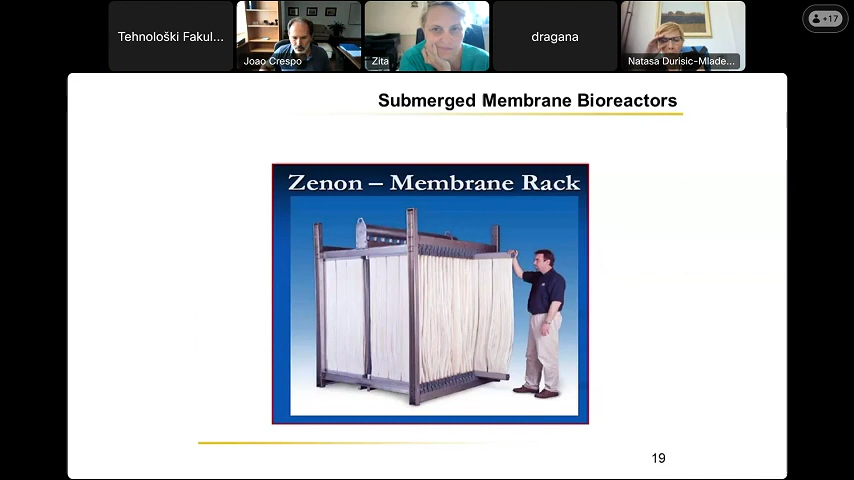 Tehnološki Fakul...
Joao Crespo
Zita
dragana
Natasa Durisic-Mlade...
+17
Submerged Membrane Bioreactors
Zenon – Membrane Rack
19